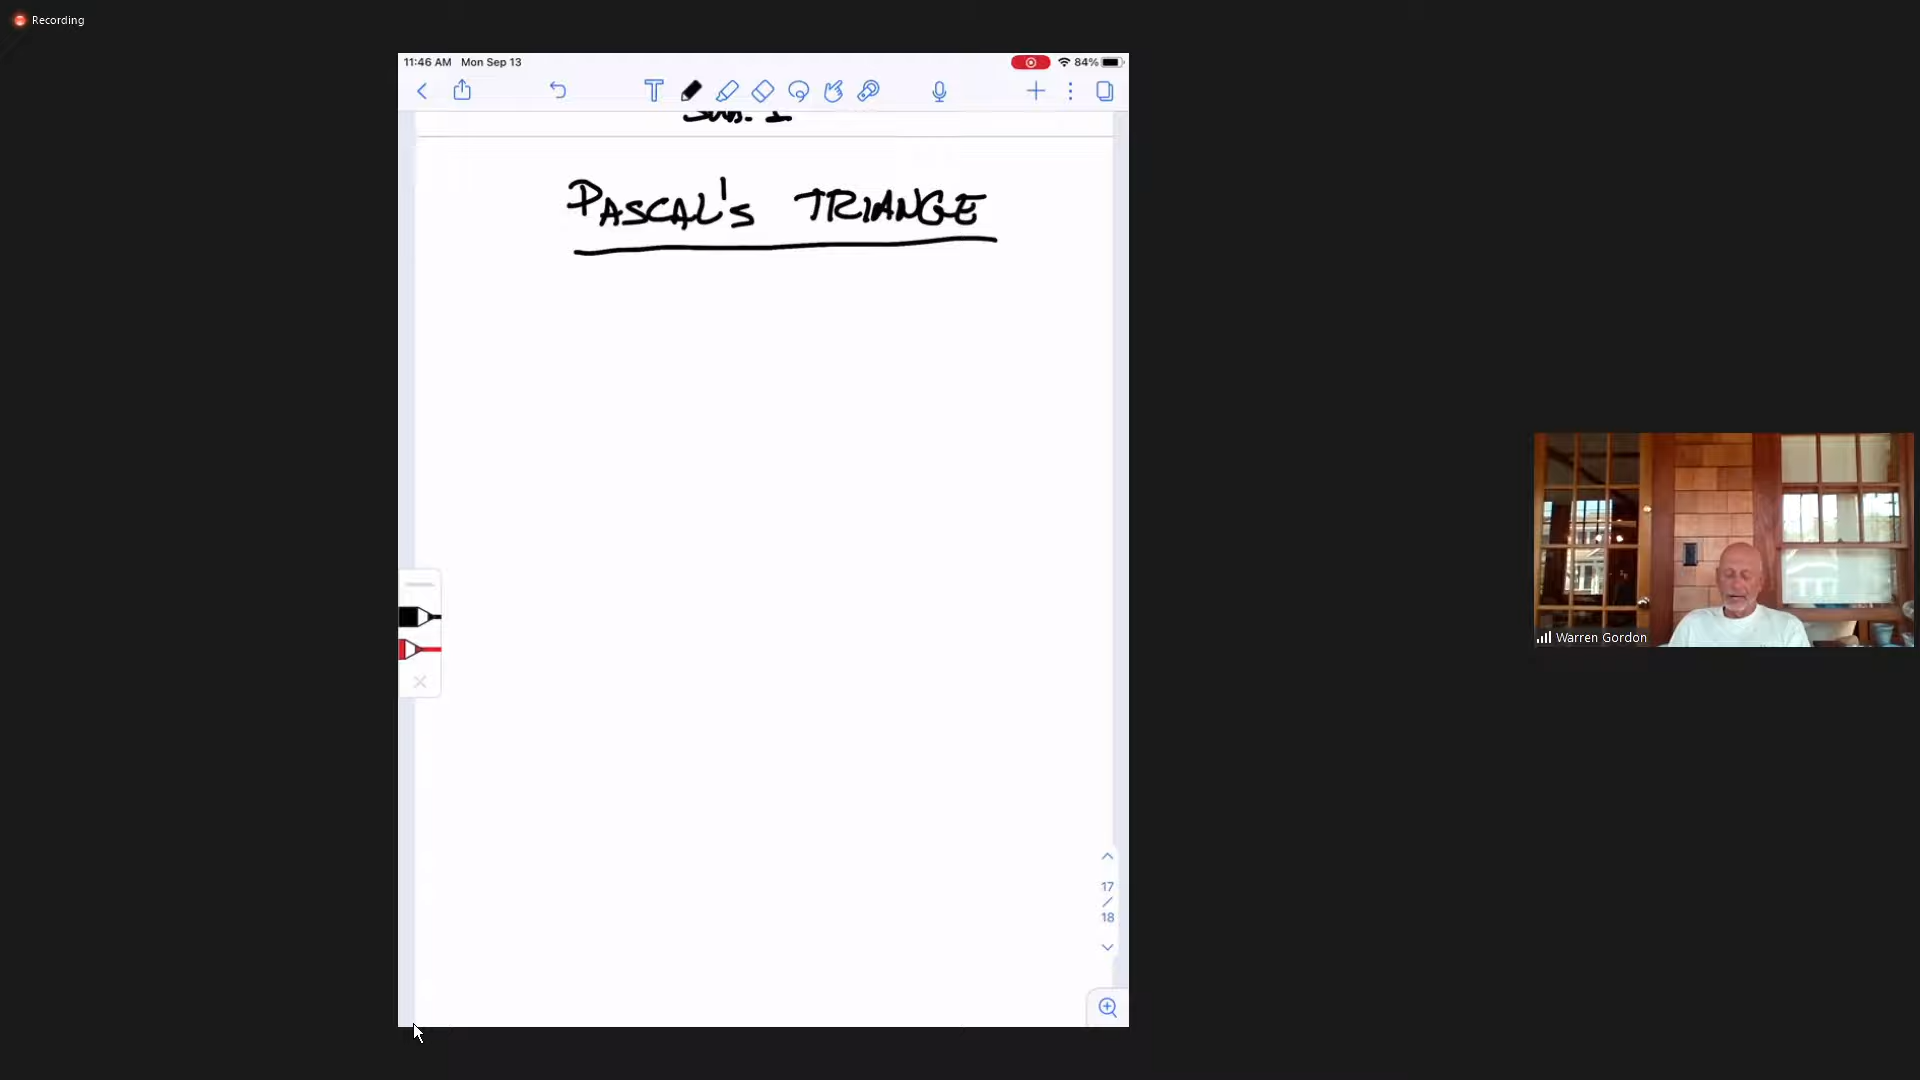 Recording
11:46 AM Mon Sep 13
84%
PASCAL'S TRIANGE
17
/
18
Warren Gordon